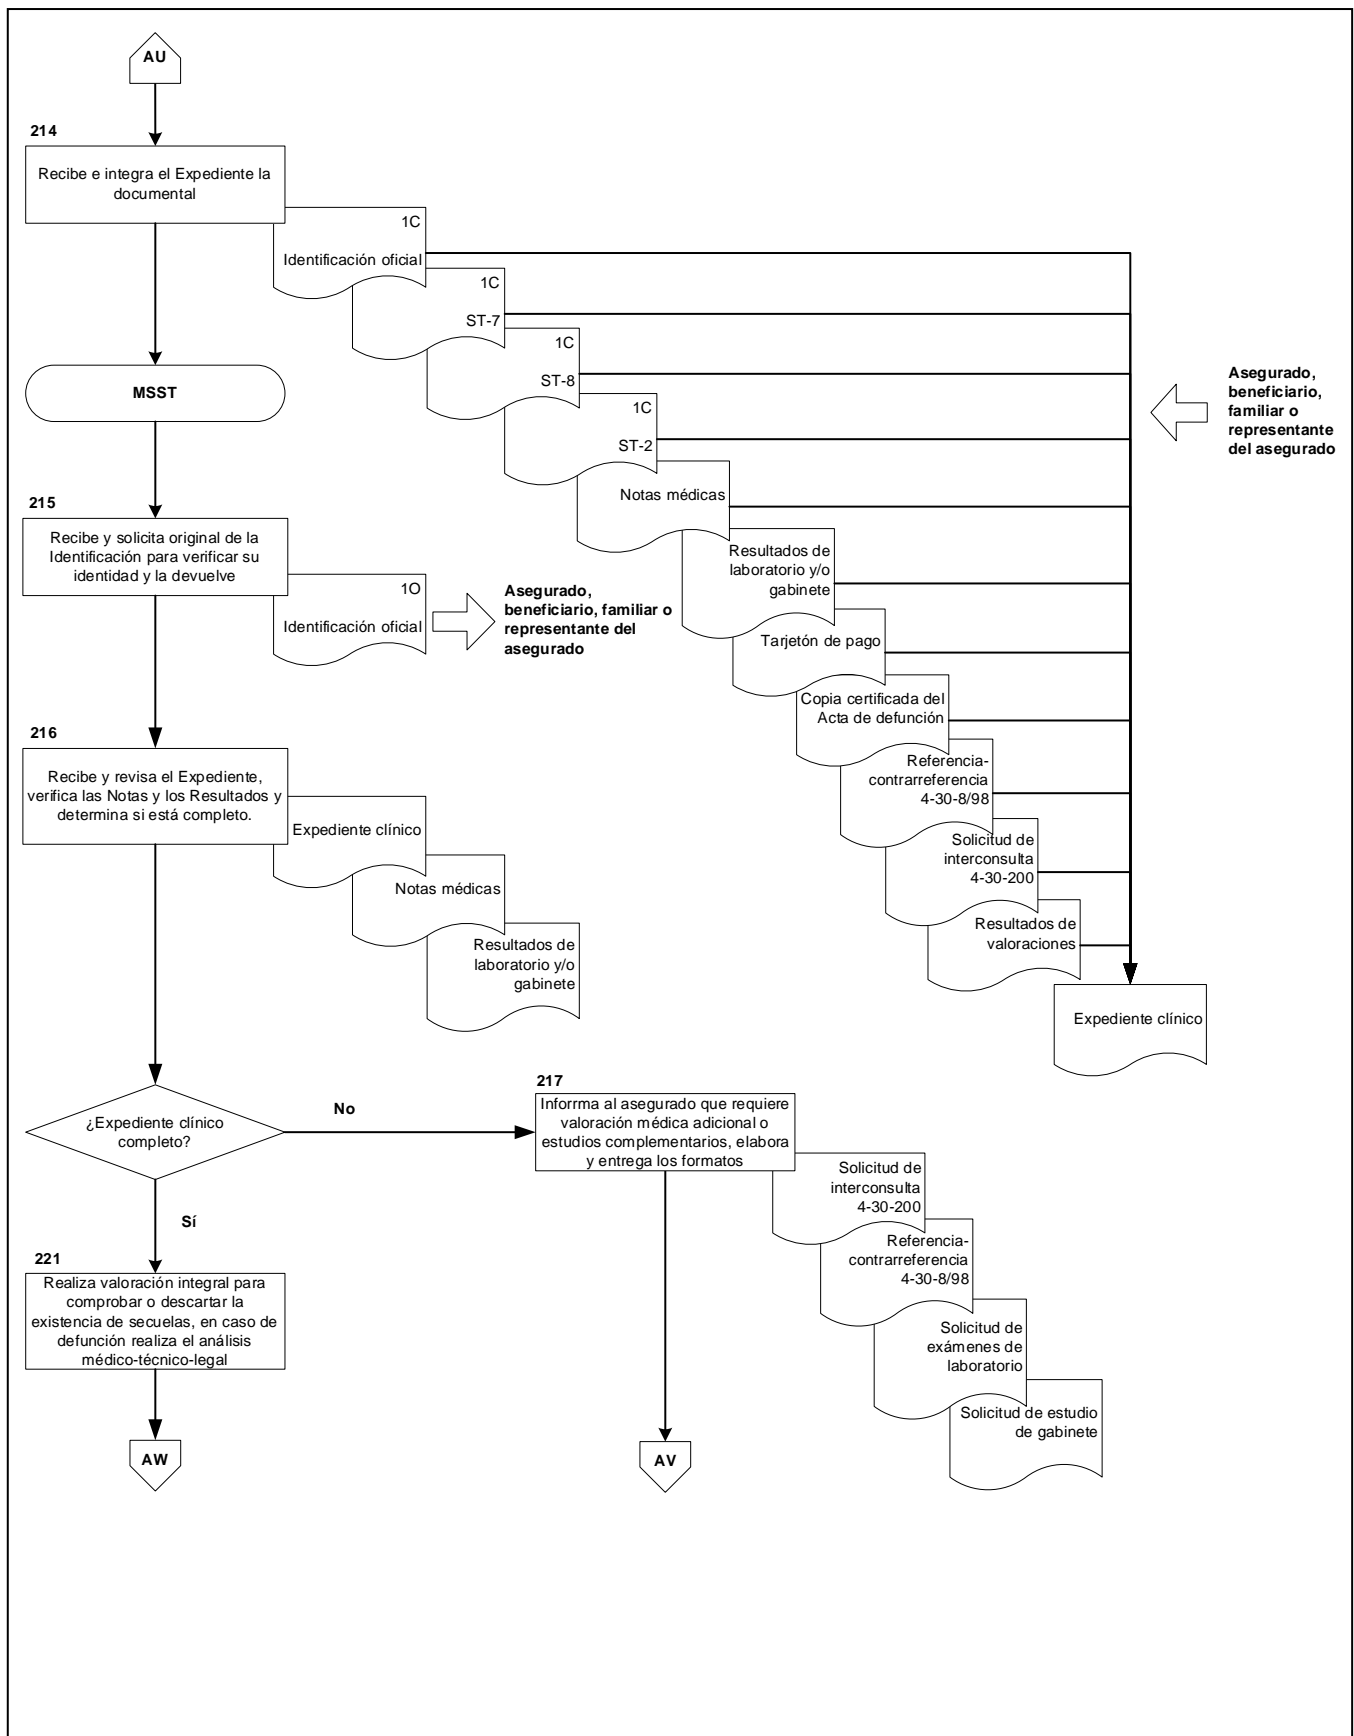 AU
214
Recibe e integra el Expediente la
documental
1C
Identificación oficial
1C
ST-7
1C
ST-8
1C
ST-2
Notas médicas
Resultados de
laboratorio y/o
gabinete
Tarjetón de pago
Copia certificada del
Acta de defunción
Referencia-
contrarreferencia
4-30-8/98
Solicitud de
interconsulta
4-30-200
Resultados de
valoraciones
Expediente clínico
Asegurado,
beneficiario,
familiar o
representante
del asegurado
MSST
215
Recibe y solicita original de la
Identificación para verificar su
identidad y la devuelve
1O
Identificación oficial
Asegurado,
beneficiario, familiar o
representante del
asegurado
216
Recibe y revisa el Expediente,
verifica las Notas y los Resultados y
determina si está completo.
Expediente clínico
Notas médicas
Resultados de
laboratorio y/o
gabinete
¿Expediente clínico
completo?
No
217
Inforrma al asegurado que requiere
valoración médica adicional o
estudios complementarios, elabora
y entrega los formatos
Solicitud de
interconsulta
4-30-200
Referencia-
contrarreferencia
4-30-8/98
Solicitud de
exámenes de
laboratorio
Solicitud de estudio
de gabinete
AV
Sí
221
Realiza valoración integral para
comprobar o descartar la
existencia de secuelas, en caso de
defunción realiza el análisis
médico-técnico-legal
AW